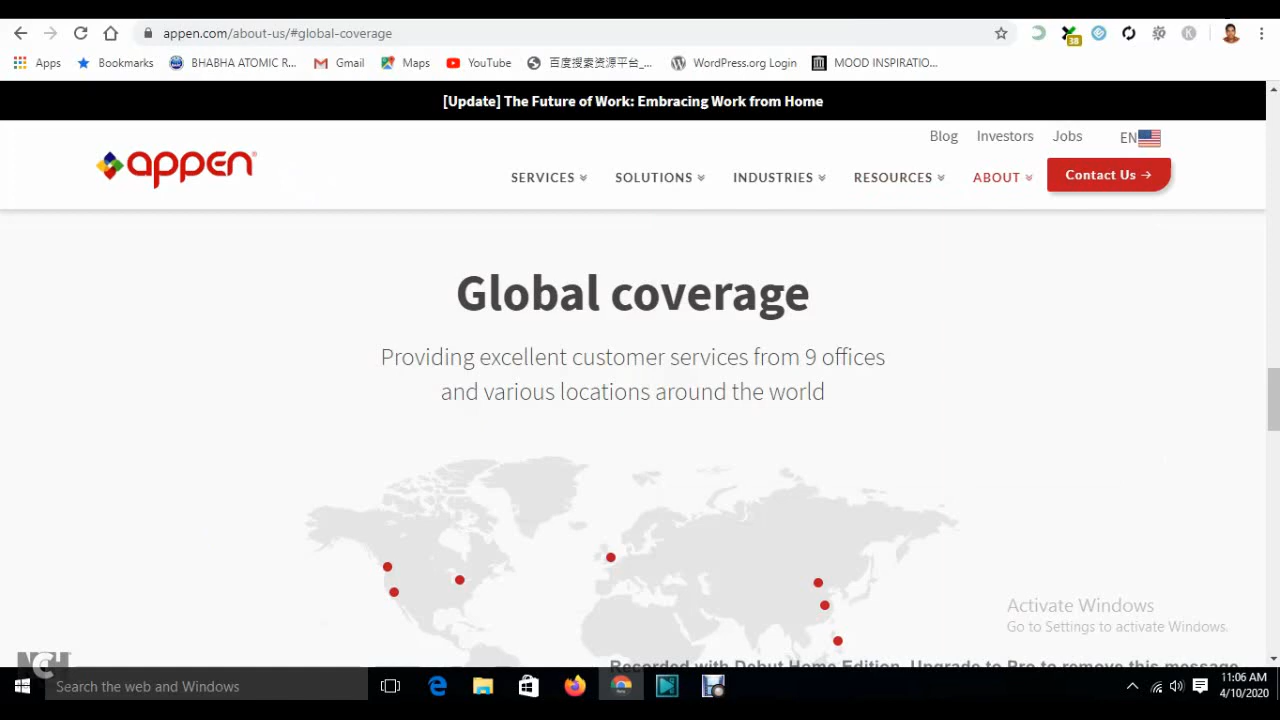 appen.com/about-us/#global-coverage
38
K
Apps
Bookmarks
BHABHA ATOMIC R...
Gmail
Maps
YouTube
百度搜索资源平台_...
WordPress.org Login
MOOD INSPIRATIO...
[Update] The Future of Work: Embracing Work from Home
Blog
Investors
Jobs
EN
appen®
SERVICES
SOLUTIONS
INDUSTRIES
RESOURCES
ABOUT
Contact Us →
Global coverage
Providing excellent customer services from 9 offices
and various locations around the world
Activate Windows
Go to Settings to activate Windows.
Recorded with Debut Home Edition. Upgrade to Pro to remove this message
NCH
Search the web and Windows
11:06 AM
4/10/2020